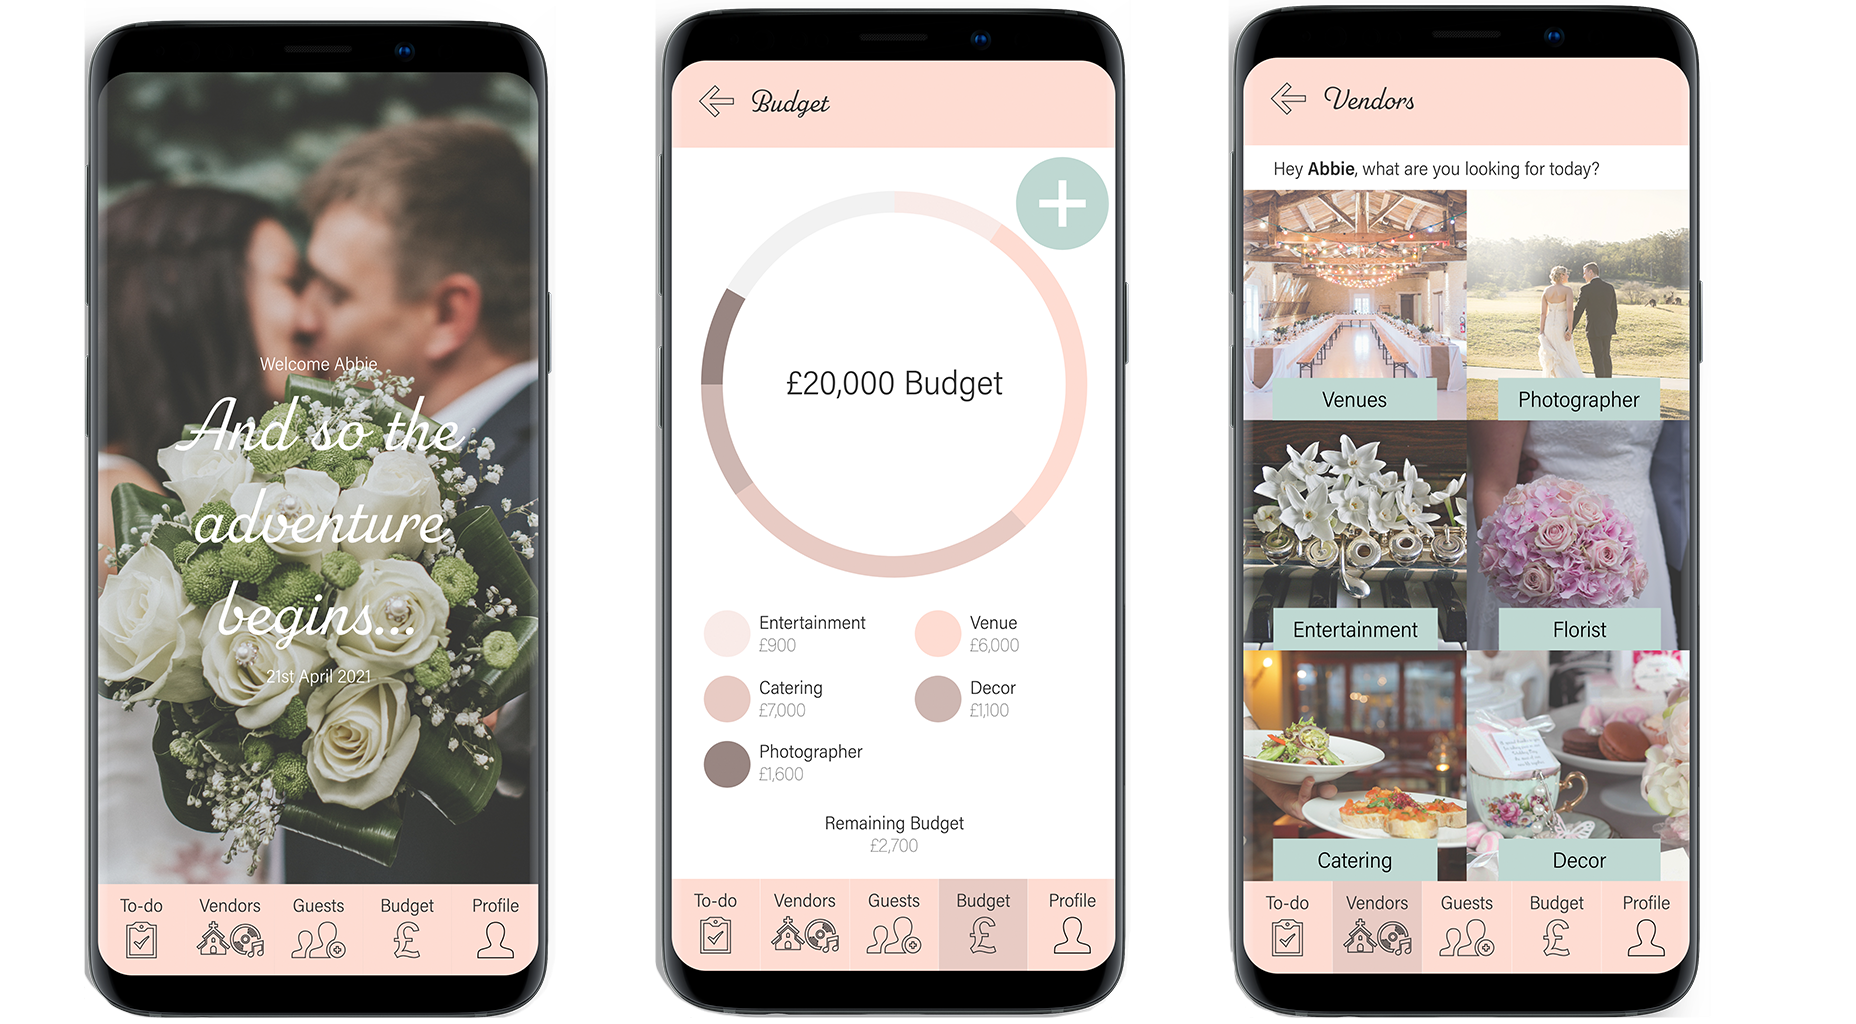 Welcome Abbie
And so the
adventure
begins...
21st April 2021
To-do
Vendors
Guests
Budget
Profile
Budget
£20,000 Budget
Entertainment
£900
Venue
£6,000
Catering
£7,000
Decor
£1,100
Photographer
£1,600
Remaining Budget
£2,700
To-do
Vendors
Guests
Budget
£
Profile
Vendors
Hey Abbie, what are you looking for today?
Venues
Photographer
Entertainment
Florist
Catering
Decor
To-do
Vendors
Guests
Budget
£
Profile